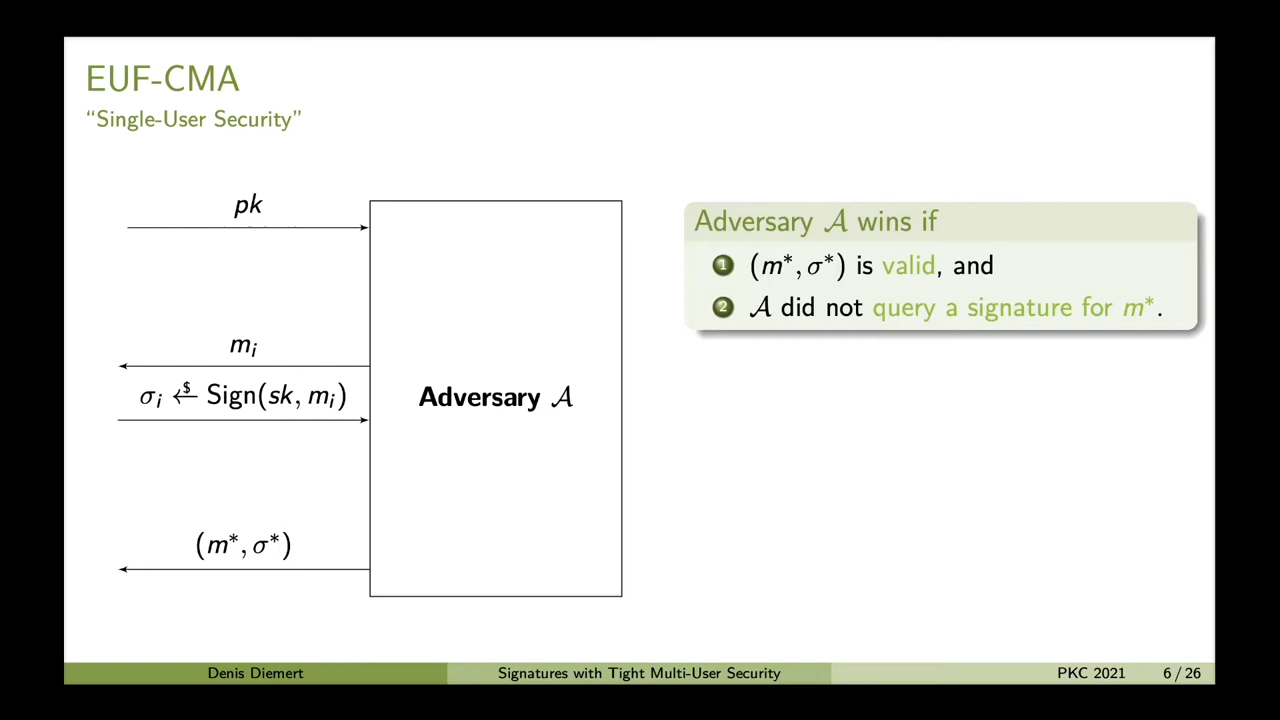 EUF-CMA
“Single-User Security”
pk
m_i
σ_i ←$ Sign(sk, m_i)
(m*, σ*)
Adversary 𝒜
Adversary 𝒜 wins if
1 (m*, σ*) is valid, and
2 𝒜 did not query a signature for m*.
Denis Diemert
Signatures with Tight Multi-User Security
PKC 2021
6 / 26